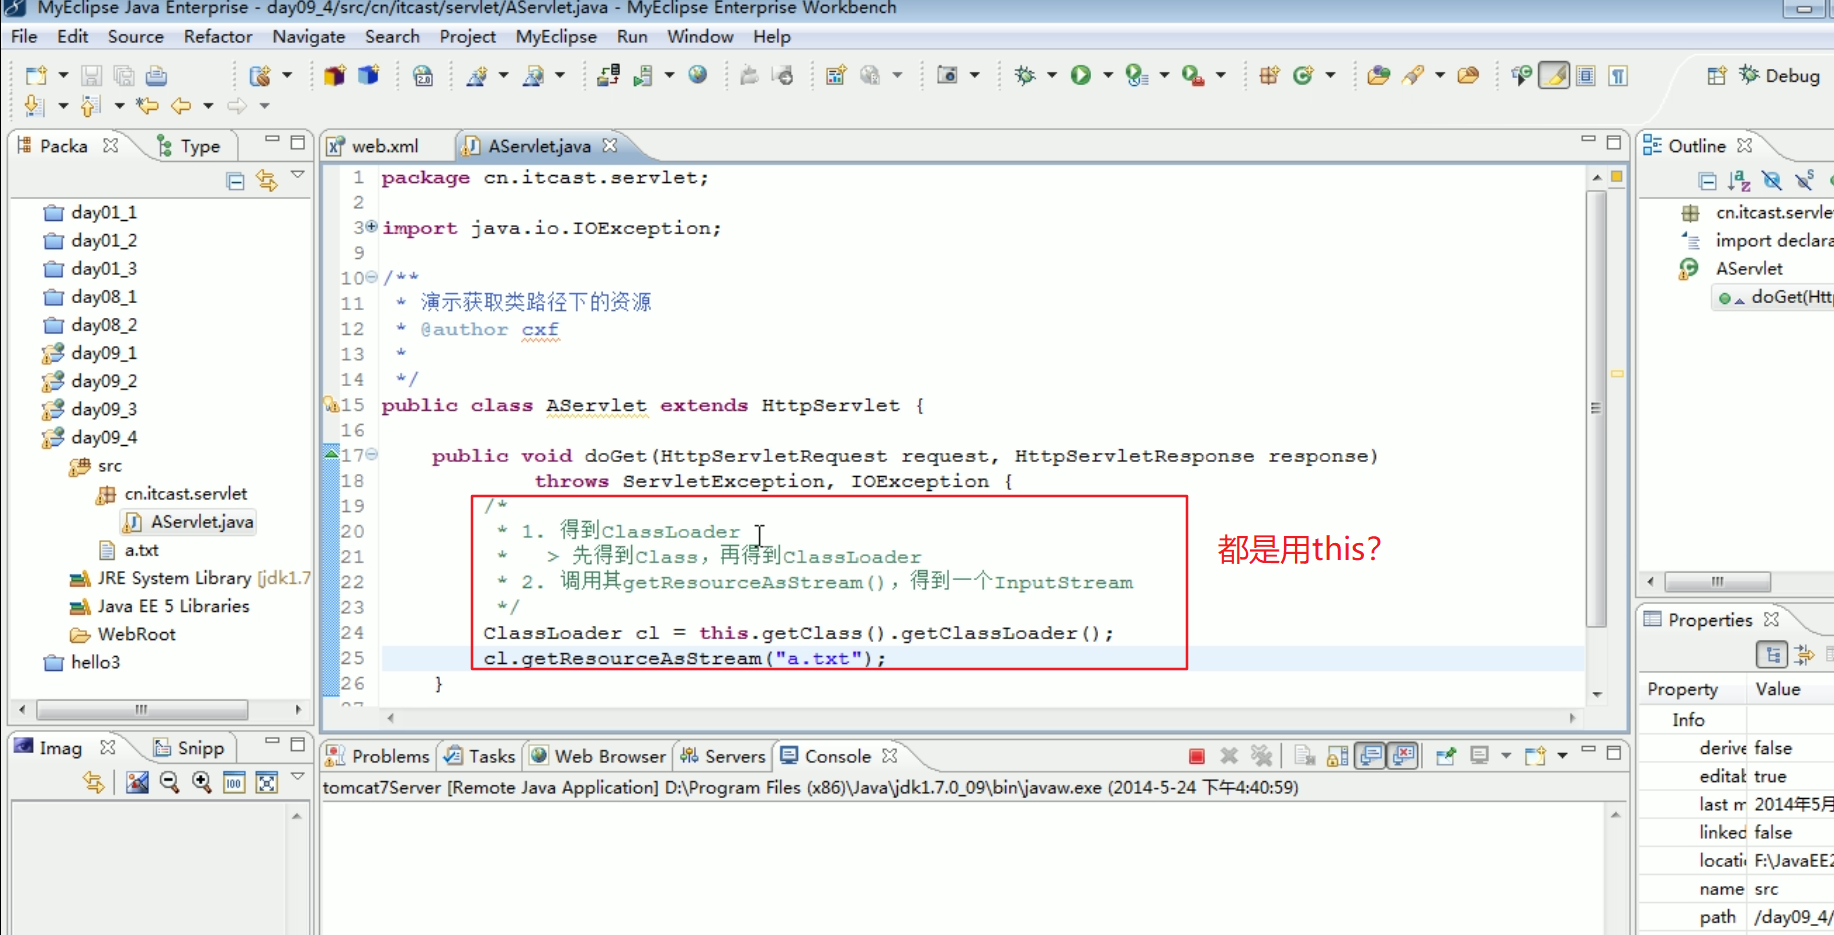 MyEclipse Java Enterprise - day09_4/src/cn/itcast/servlet/AServlet.java - MyEclipse Enterprise Workbench
File Edit Source Refactor Navigate Search Project MyEclipse Run Window Help
Debug
Packa
Type
day01_1
day01_2
day01_3
day08_1
day08_2
day09_1
day09_2
day09_3
day09_4
src
cn.itcast.servlet
AServlet.java
a.txt
JRE System Library [jdk1.7
Java EE 5 Libraries
WebRoot
hello3
web.xml
AServlet.java
1 package cn.itcast.servlet;
2
3 import java.io.IOException;
9
10 /**
11 * 演示获取类路径下的资源
12 * @author cxf
13 *
14 */
15 public class AServlet extends HttpServlet {
16
17 public void doGet(HttpServletRequest request, HttpServletResponse response)
18 throws ServletException, IOException {
19 /*
20 * 1. 得到ClassLoader
21 * > 先得到Class，再得到ClassLoader
22 * 2. 调用其getResourceAsStream()，得到一个InputStream
23 */
24 ClassLoader cl = this.getClass().getClassLoader();
25 cl.getResourceAsStream("a.txt");
26 }
都是用this?
Outline
cn.itcast.servle
import declara
AServlet
doGet(Htt
Properties
Property Value
Info
derive false
editab true
last m 2014年5月
linked false
locati F:\JavaEE2
name src
path /day09_4/
Imag
Snipp
Problems Tasks Web Browser Servers Console
tomcat7Server [Remote Java Application] D:\Program Files (x86)\Java\jdk1.7.0_09\bin\javaw.exe (2014-5-24 下午4:40:59)